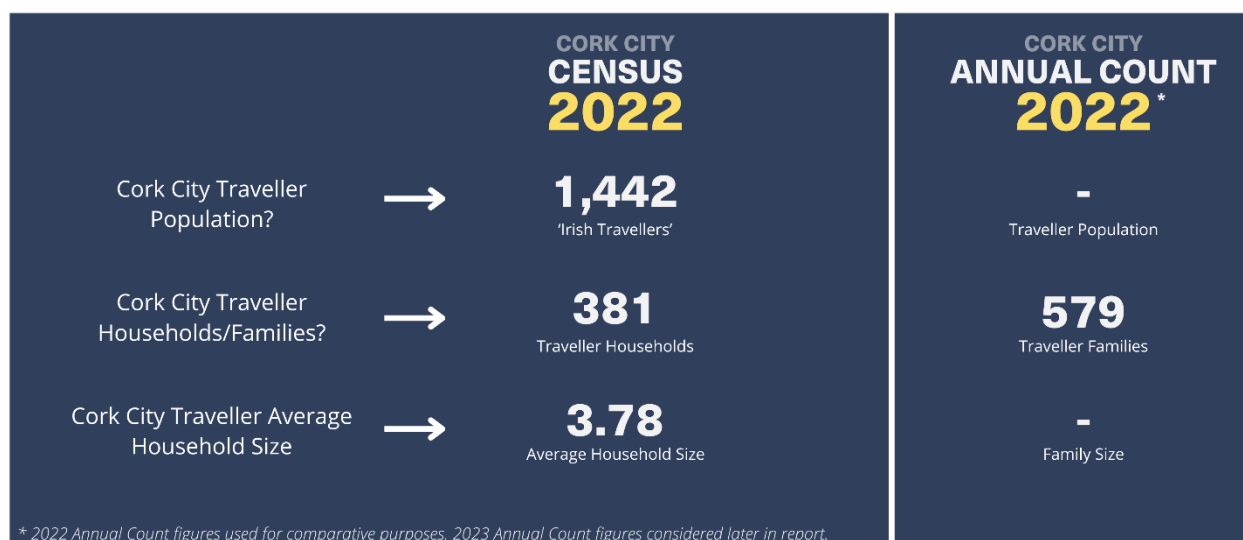 CORK CITY
CENSUS
2022
CORK CITY
ANNUAL COUNT
2022*
Cork City Traveller
Population?
1,442
'Irish Travellers'
-
Traveller Population
Cork City Traveller
Households/Families?
381
Traveller Households
579
Traveller Families
Cork City Traveller Average
Household Size
3.78
Average Household Size
-
Family Size
* 2022 Annual Count figures used for comparative purposes. 2023 Annual Count figures considered later in report.